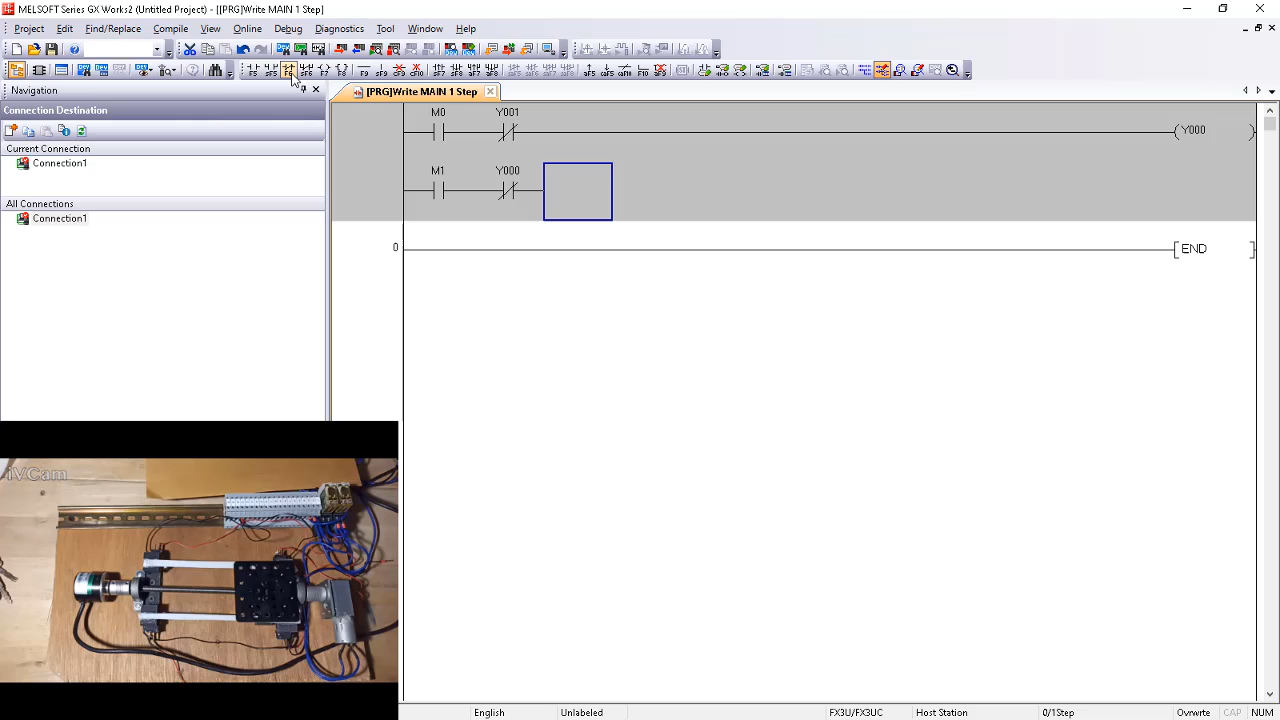 MELSOFT Series GX Works2 (Untitled Project) - [[PRG]Write MAIN 1 Step]
Project Edit Find/Replace Compile View Online Debug Diagnostics Tool Window Help
Navigation
[PRG]Write MAIN 1 Step
Connection Destination
Current Connection
Connection1
All Connections
Connection1
M0 Y001
Y000
M1 Y000
0
END
iVCam
English Unlabeled FX3U/FX3UC Host Station 0/1Step Ovrwrte CAP NUM